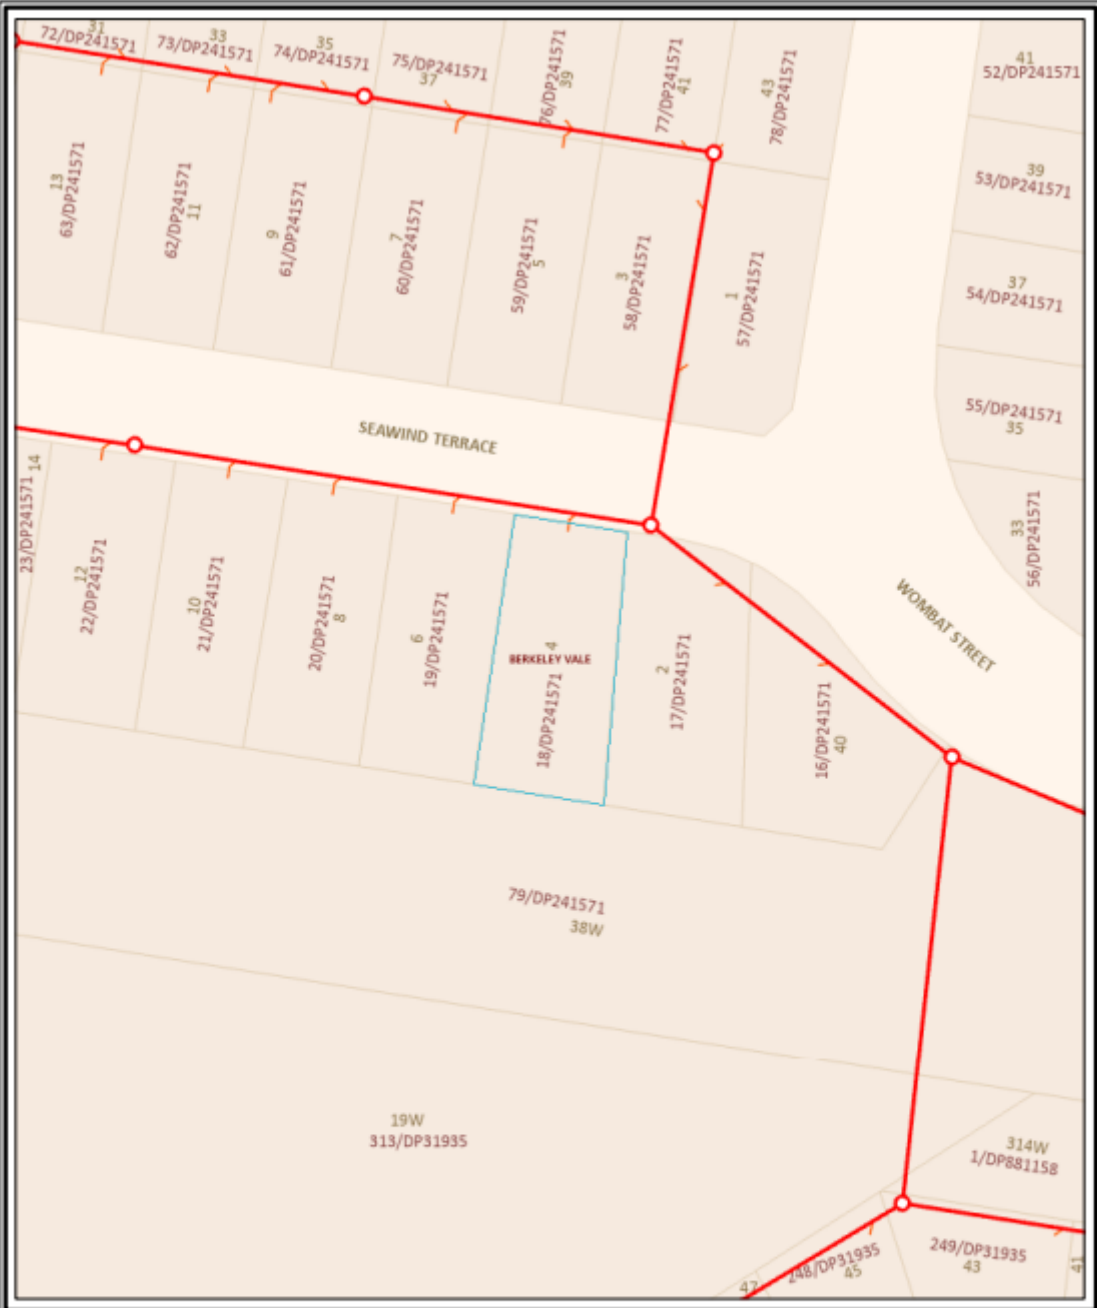 31
72/DP241571
33
73/DP241571
35
74/DP241571
75/DP241571
37
76/DP241571
39
77/DP241571
41
43
78/DP241571
41
52/DP241571
39
53/DP241571
37
54/DP241571
55/DP241571
35
33
56/DP241571
13
63/DP241571
62/DP241571
11
9
61/DP241571
7
60/DP241571
59/DP241571
5
3
58/DP241571
1
57/DP241571
SEAWIND TERRACE
WOMBAT STREET
14
23/DP241571
12
22/DP241571
10
21/DP241571
20/DP241571
8
6
19/DP241571
4
BERKELEY VALE
18/DP241571
2
17/DP241571
16/DP241571
40
79/DP241571
38W
19W
313/DP31935
314W
1/DP881158
249/DP31935
43
248/DP31935
45
47
41